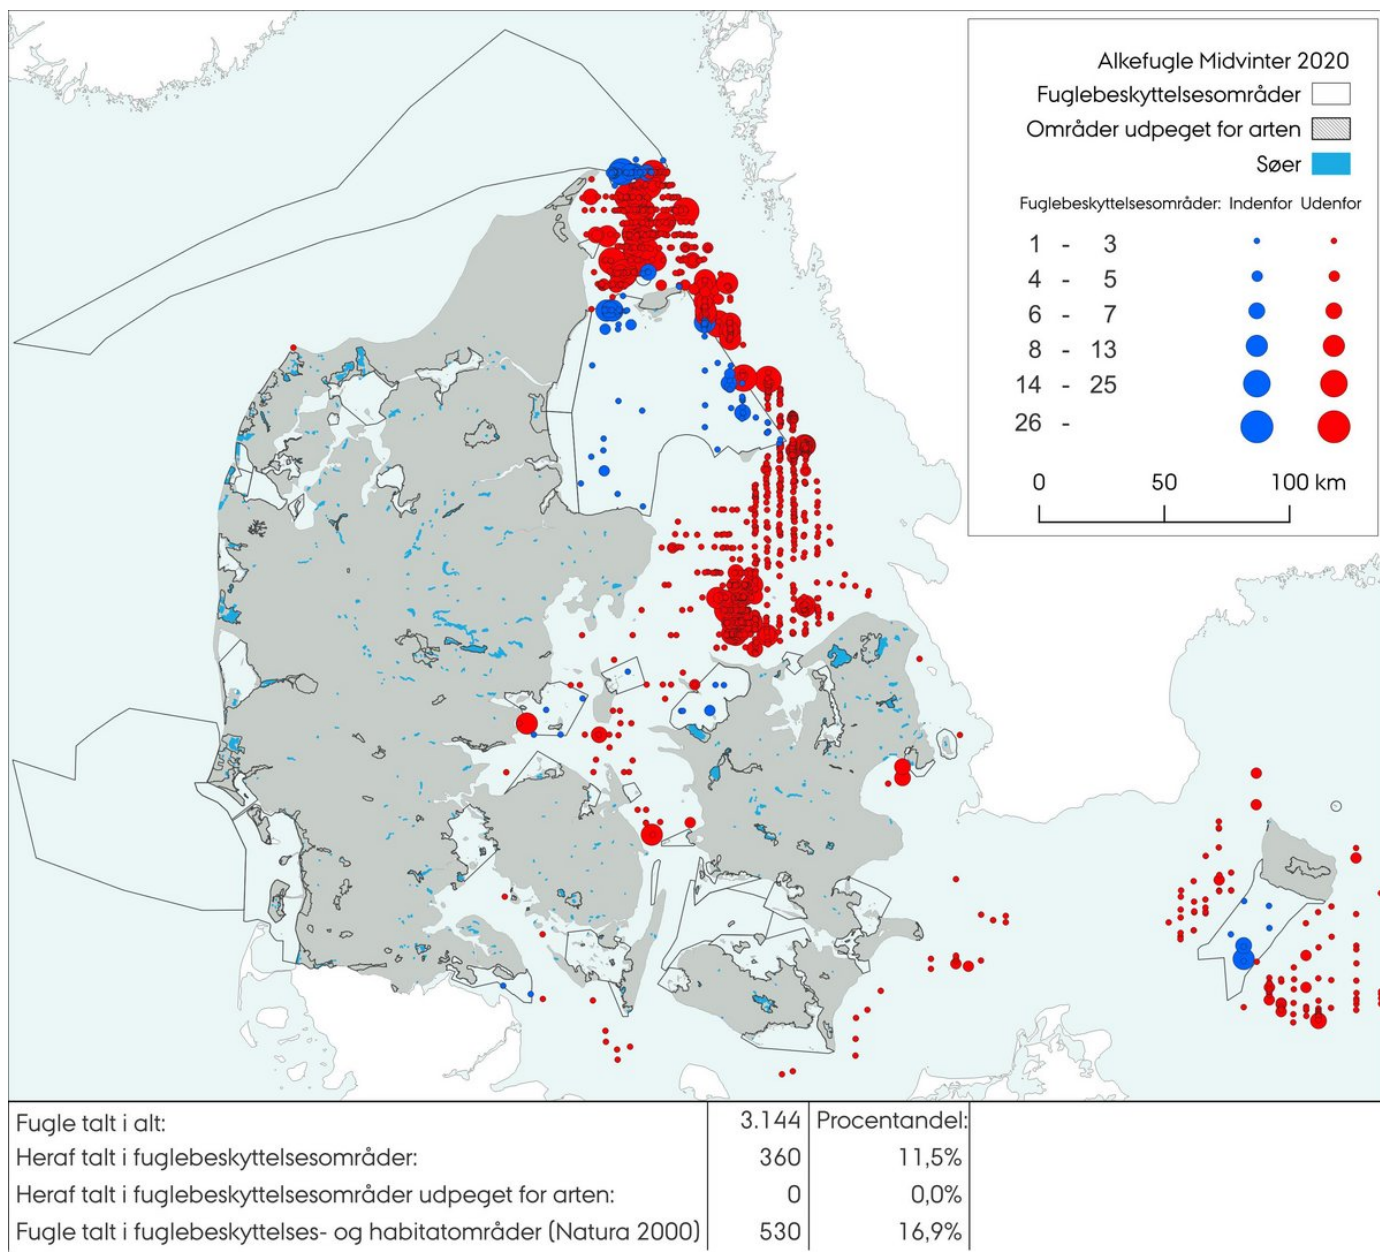 Alkefugle Midvinter 2020
Fuglebeskyttelsesområder
Områder udpeget for arten
Søer
Fuglebeskyttelsesområder: Indenfor Udenfor
1 - 3
4 - 5
6 - 7
8 - 13
14 - 25
26 -
0 50 100 km
Fugle talt i alt: 3.144 Procentandel:
Heraf talt i fuglebeskyttelsesområder: 360 11,5%
Heraf talt i fuglebeskyttelsesområder udpeget for arten: 0 0,0%
Fugle talt i fuglebeskyttelses- og habitatområder (Natura 2000) 530 16,9%